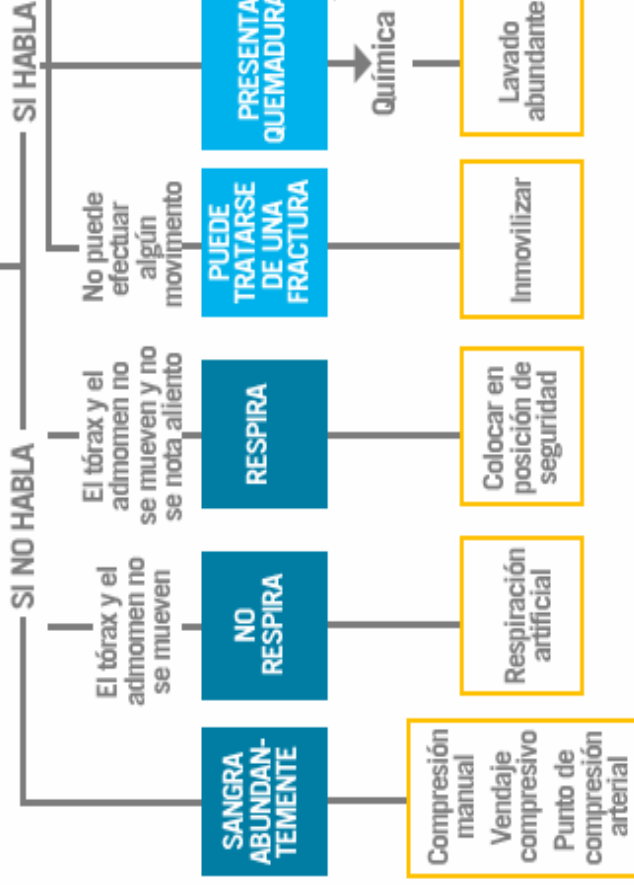 SI NO HABLA
SI HABLA
El tórax y el
admomen no
se mueven
El tórax y el
admomen no
se mueven y no
se nota aliento
No puede
efectuar
algún
movimento
SANGRA
ABUNDAN-
TEMENTE
NO
RESPIRA
RESPIRA
PUEDE
TRATARSE
DE UNA
FRACTURA
PRESENTA
QUEMADURA
Química
Compresión
manual
Vendaje
compresivo
Punto de
compresión
arterial
Respiración
artificial
Colocar en
posición de
seguridad
Inmovilizar
Lavado
abundante